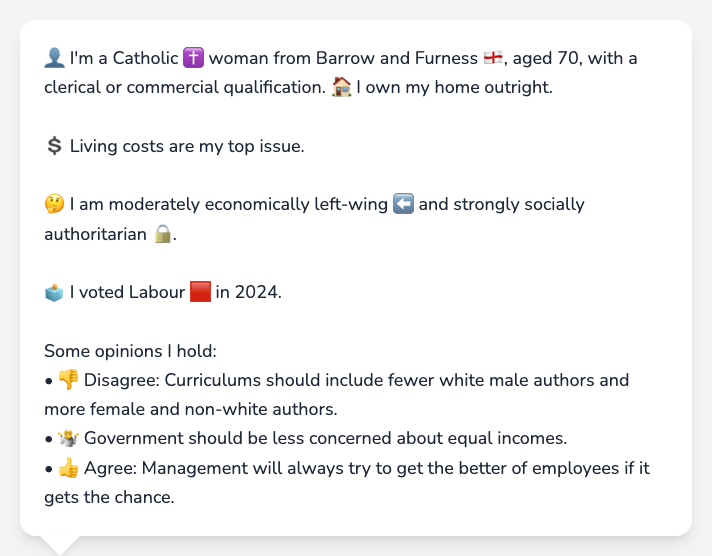 👤 I'm a Catholic ✝️ woman from Barrow and Furness 🏴󠁧󠁢󠁥󠁮󠁧󠁿, aged 70, with a
clerical or commercial qualification. 🏠 I own my home outright.
💲 Living costs are my top issue.
🤔 I am moderately economically left-wing ⬅️ and strongly socially
authoritarian 🔒.
🗳️ I voted Labour 🟥 in 2024.
Some opinions I hold:
• 👎 Disagree: Curriculums should include fewer white male authors and
more female and non-white authors.
• 🤷 Government should be less concerned about equal incomes.
• 👍 Agree: Management will always try to get the better of employees if it
gets the chance.